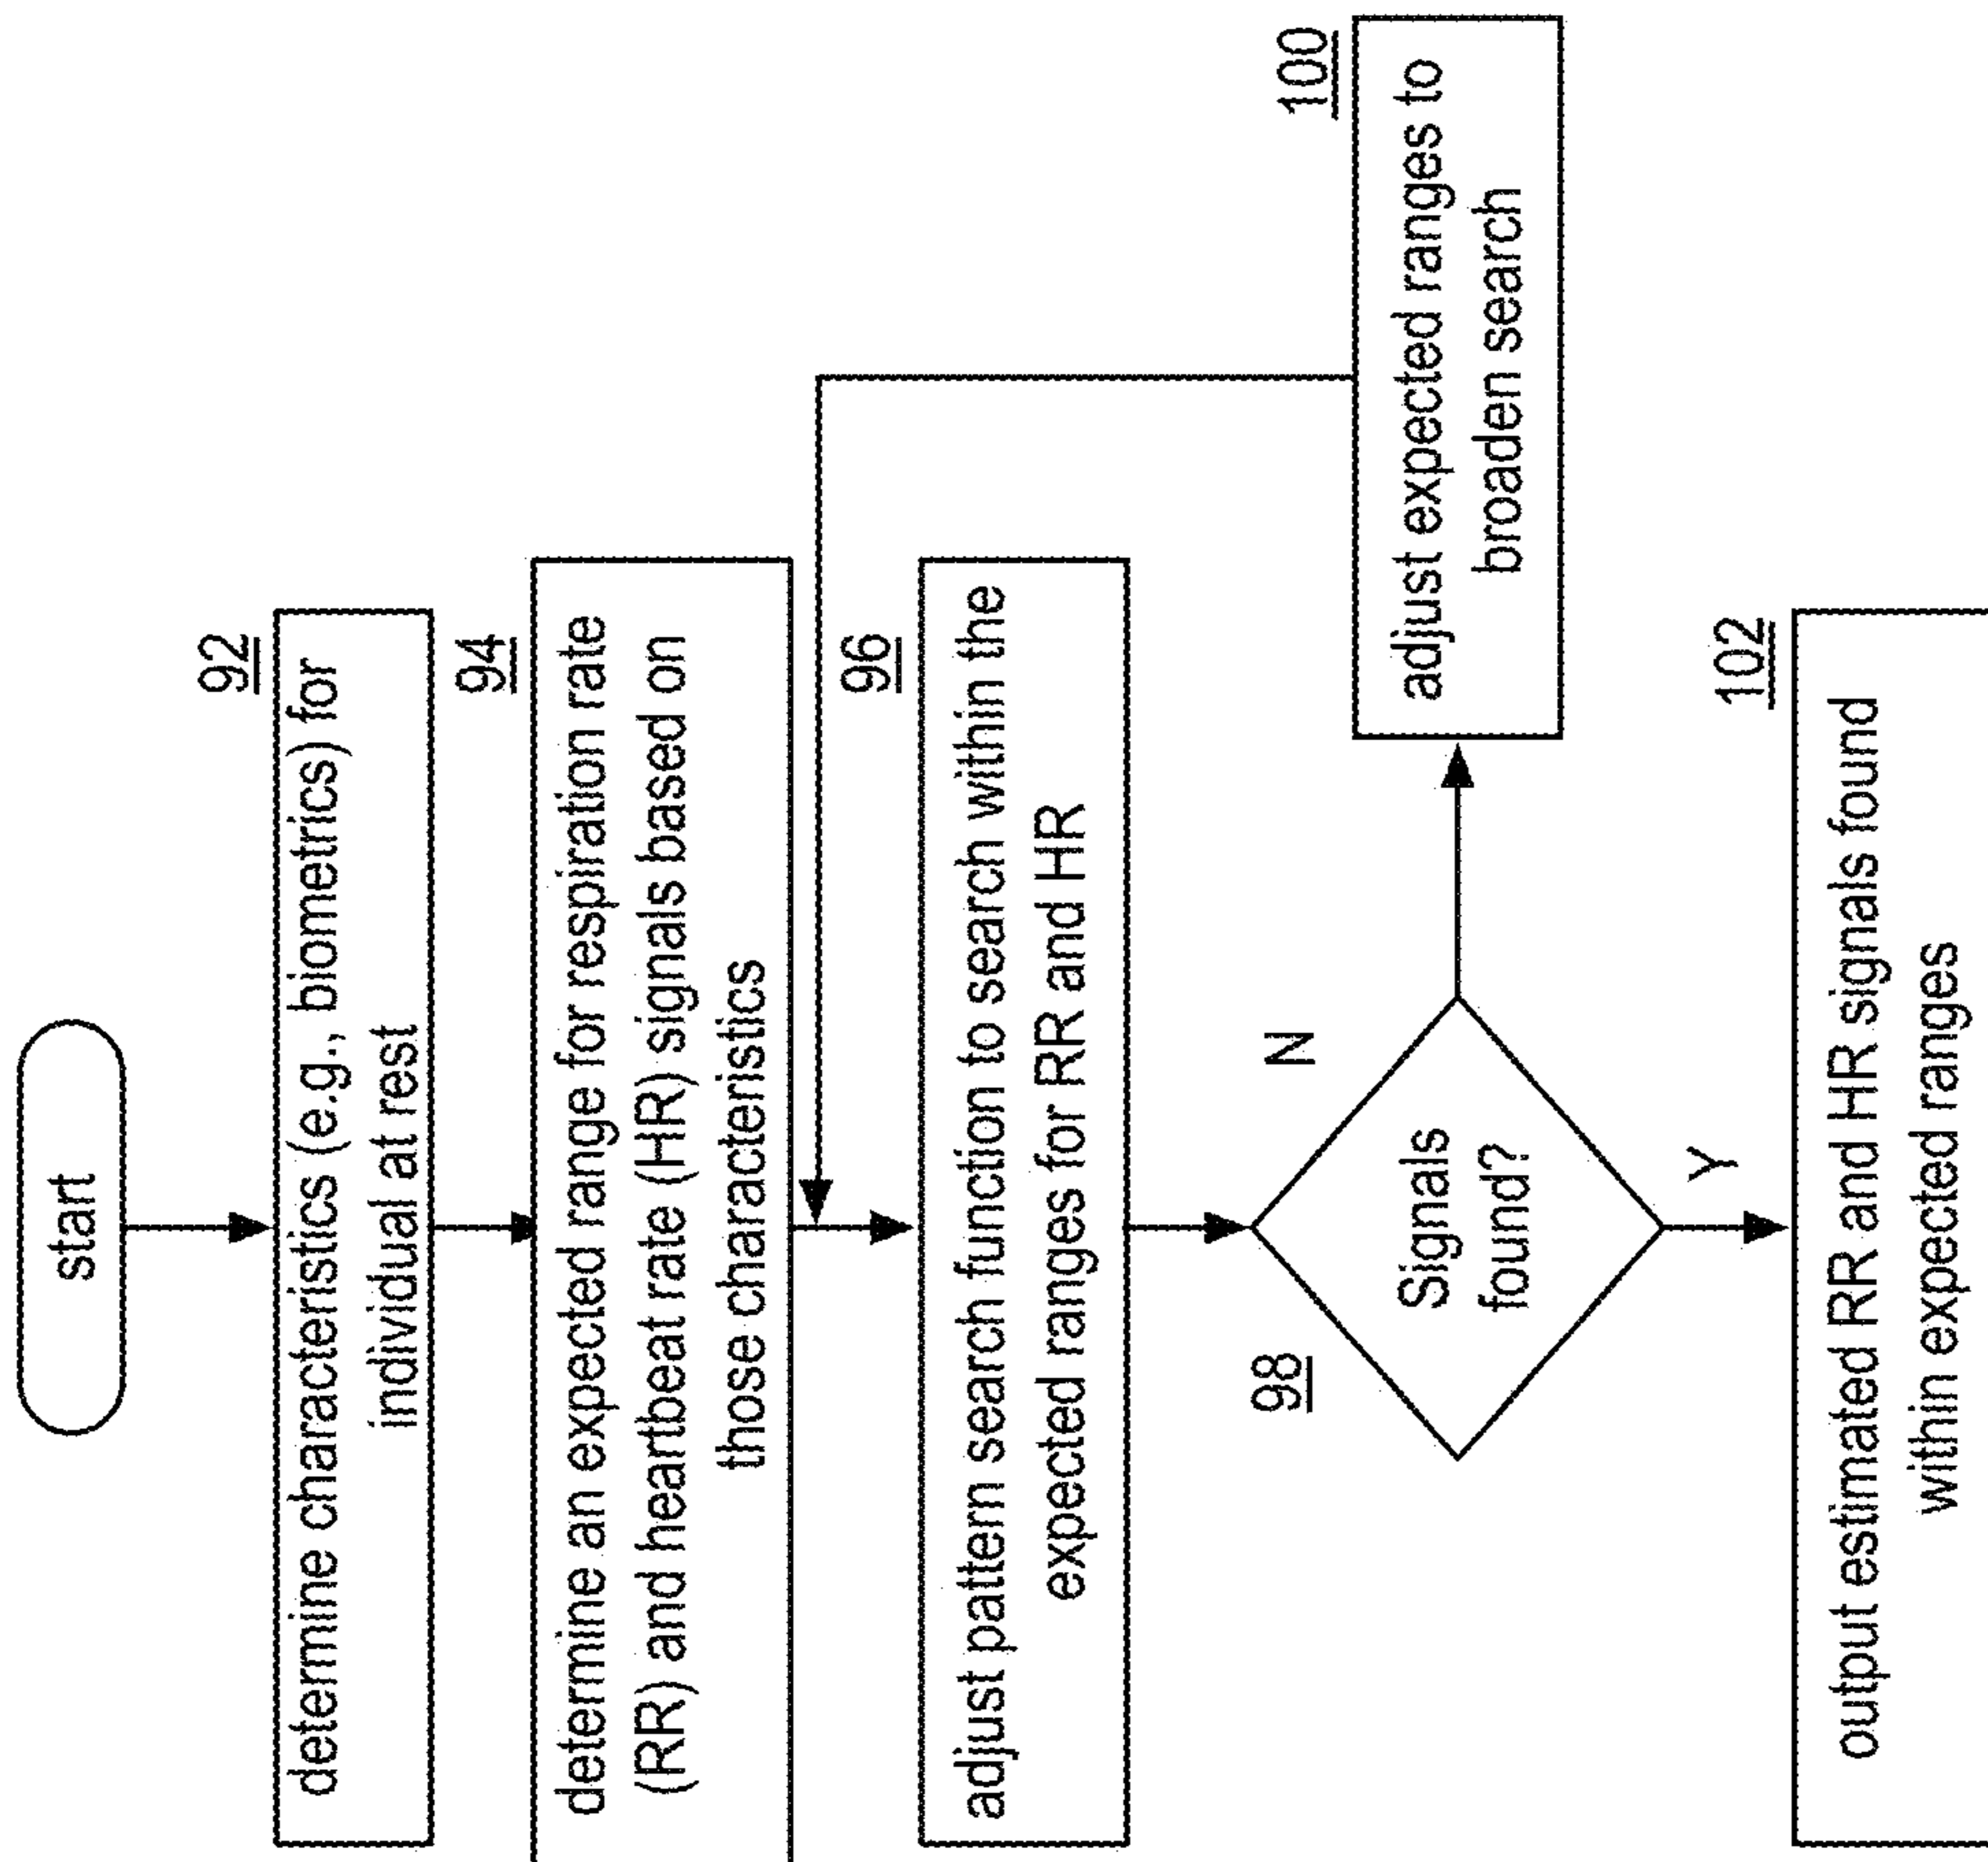 start
92
determine characteristics (e.g., biometrics) for
individual at rest
94
determine an expected range for respiration rate
(RR) and heartbeat rate (HR) signals based on
those characteristics
96
adjust pattern search function to search within the
expected ranges for RR and HR
98
Signals
found?
N
100
adjust expected ranges to
broaden search
Y
102
output estimated RR and HR signals found
within expected ranges